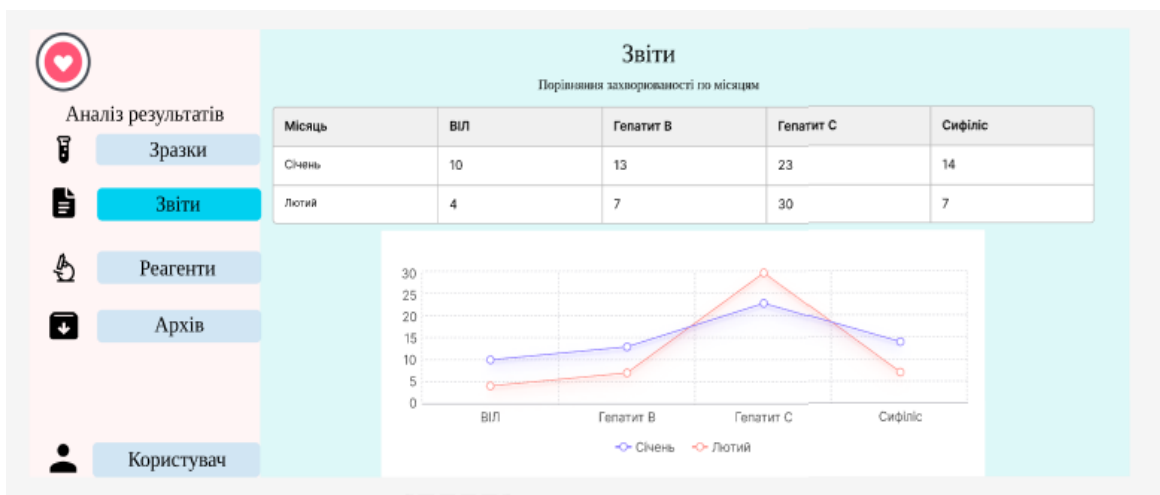 Аналіз результатів
Зразки
Звіти
Реагенти
Архів
Користувач
Звіти
Порівняння захворюваності по місяцям
Місяць ВІЛ Гепатит В Гепатит С Сифіліс
Січень 10 13 23 14
Лютий 4 7 30 7
30
25
20
15
10
5
0
ВІЛ Гепатит В Гепатит С Сифіліс
Січень Лютий